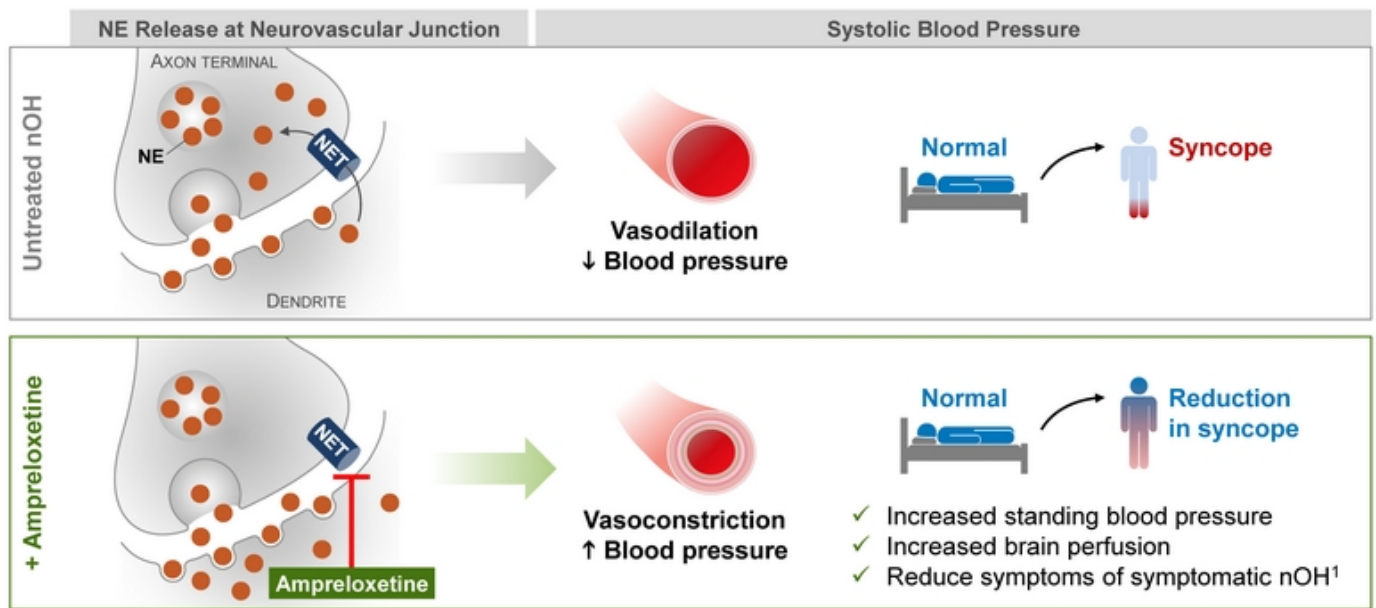 NE Release at Neurovascular Junction
Systolic Blood Pressure
Untreated nOH
AXON TERMINAL
NE
NET
DENDRITE
Vasodilation
↓ Blood pressure
Normal
Syncope
+ Ampreloxetine
NET
Ampreloxetine
Vasoconstriction
↑ Blood pressure
Normal
Reduction
in syncope
✓ Increased standing blood pressure
✓ Increased brain perfusion
✓ Reduce symptoms of symptomatic nOH¹